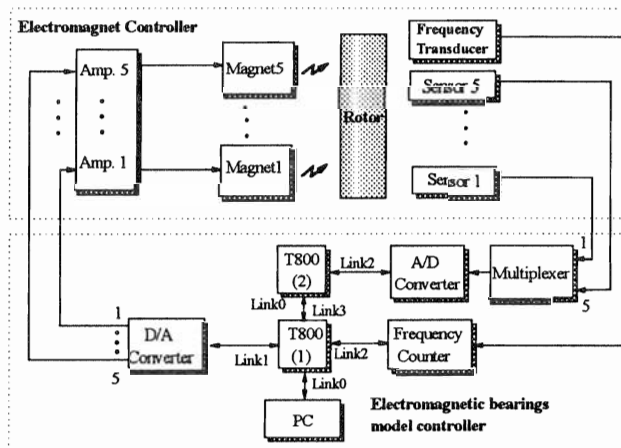 Electromagnet Controller
Frequency
Transducer
Amp. 5
Magnet5
Sensor 5
Rotor
Amp. 1
Magnet1
Sensor 1
1
T800
(2)
Link2
A/D
Converter
Multiplexer
5
Link0
Link3
1
D/A
Converter
5
Link1
T800
(1)
Link2
Frequency
Counter
Link0
PC
Electromagnetic bearings
model controller